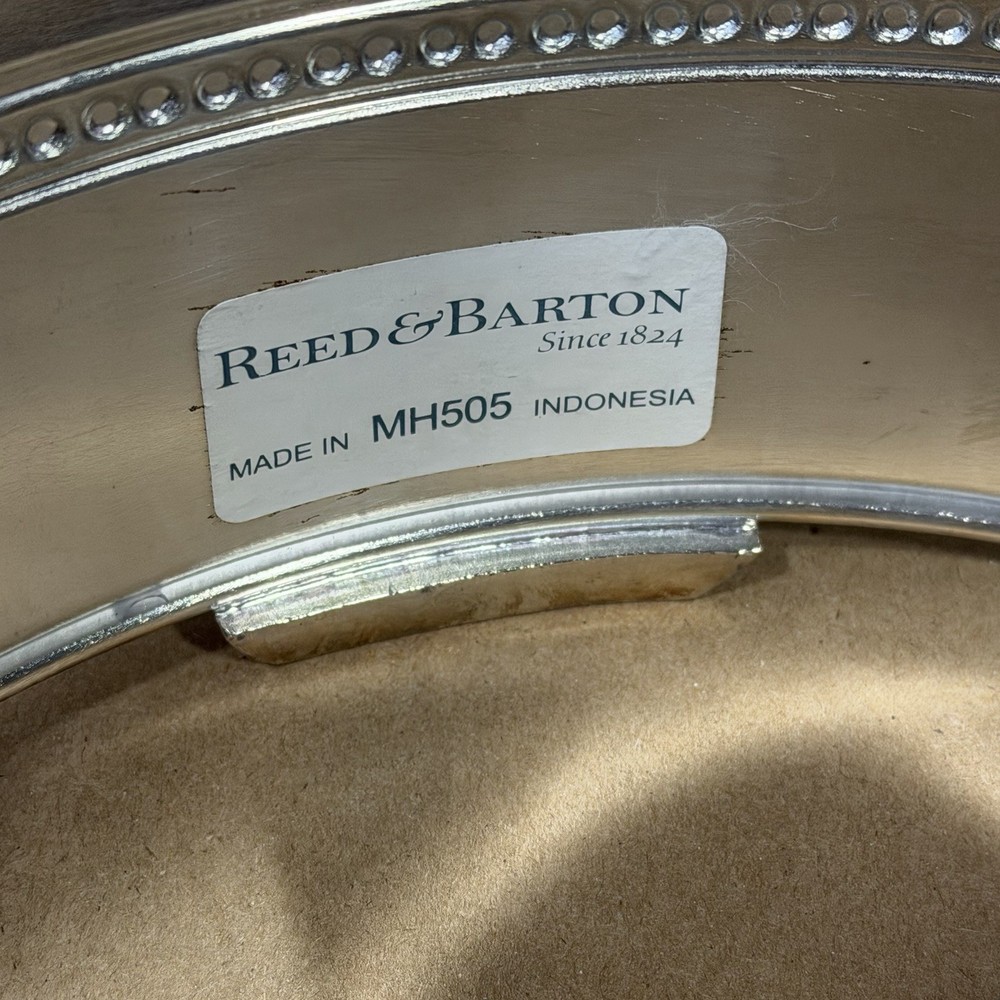 REED & BARTON
Since 1824
MADE IN MH505 INDONESIA